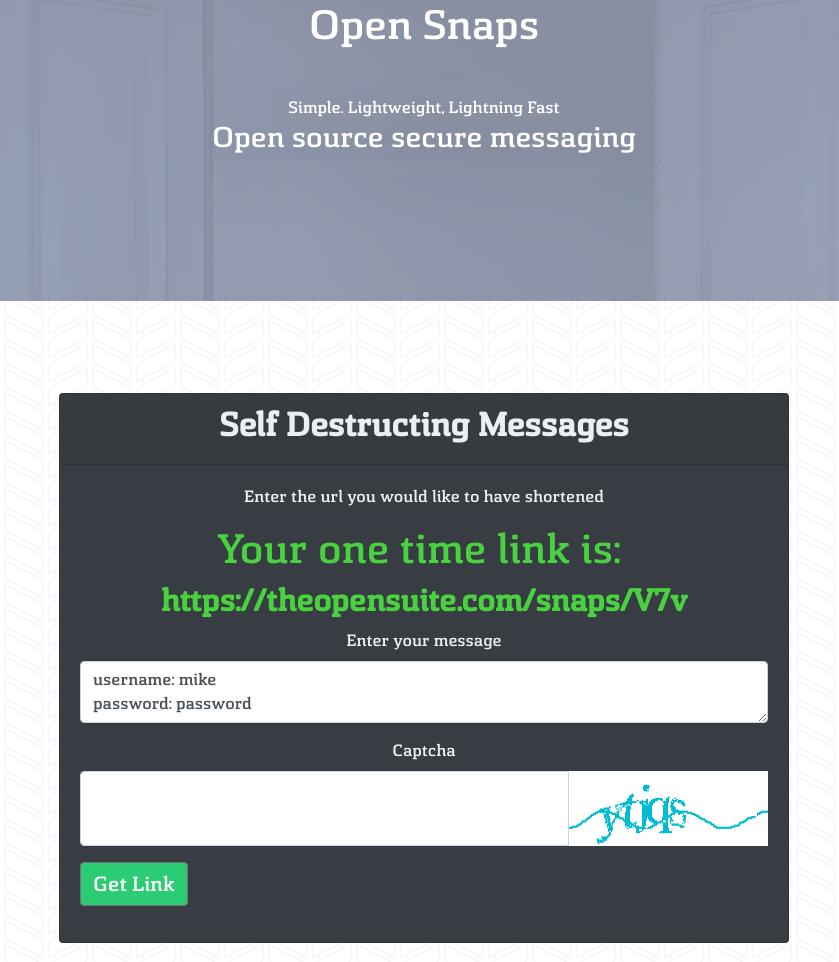 Open Snaps
Simple. Lightweight, Lightning Fast
Open source secure messaging
Self Destructing Messages
Enter the url you would like to have shortened
Your one time link is:
https://theopensuite.com/snaps/V7v
Enter your message
username: mike
password: password
Captcha
Get Link